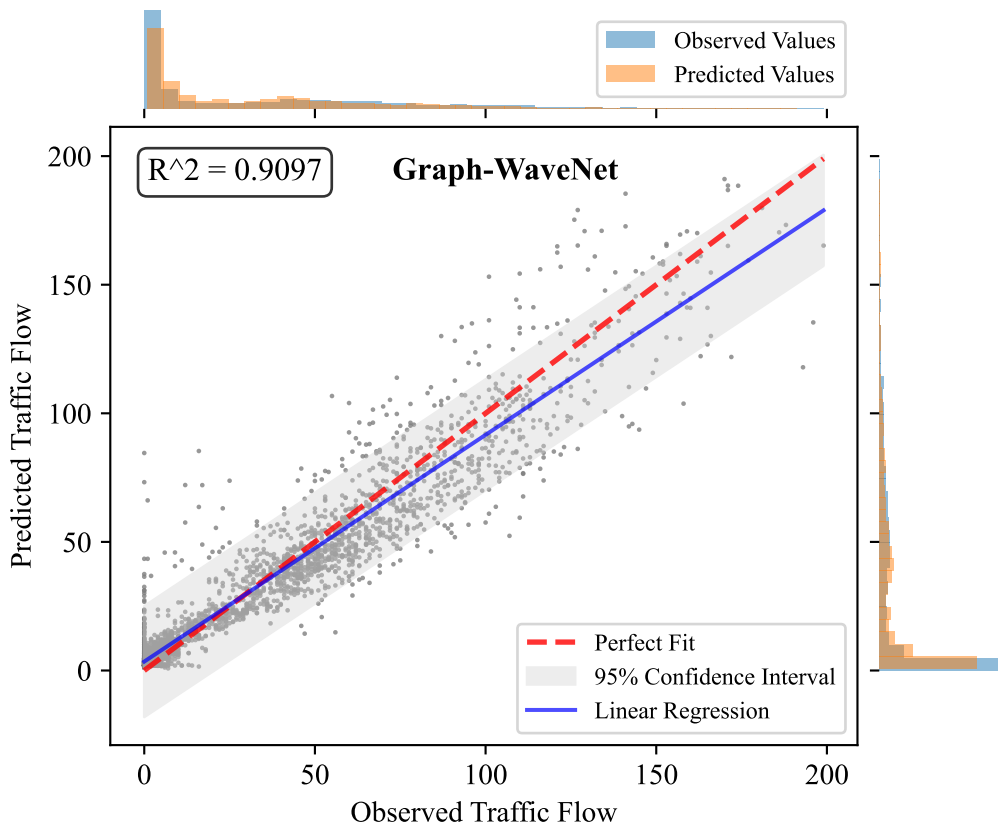 Observed Values
Predicted Values
R^2 = 0.9097
Graph-WaveNet
200
150
100
50
0
Predicted Traffic Flow
Perfect Fit
95% Confidence Interval
Linear Regression
0 50 100 150 200
Observed Traffic Flow